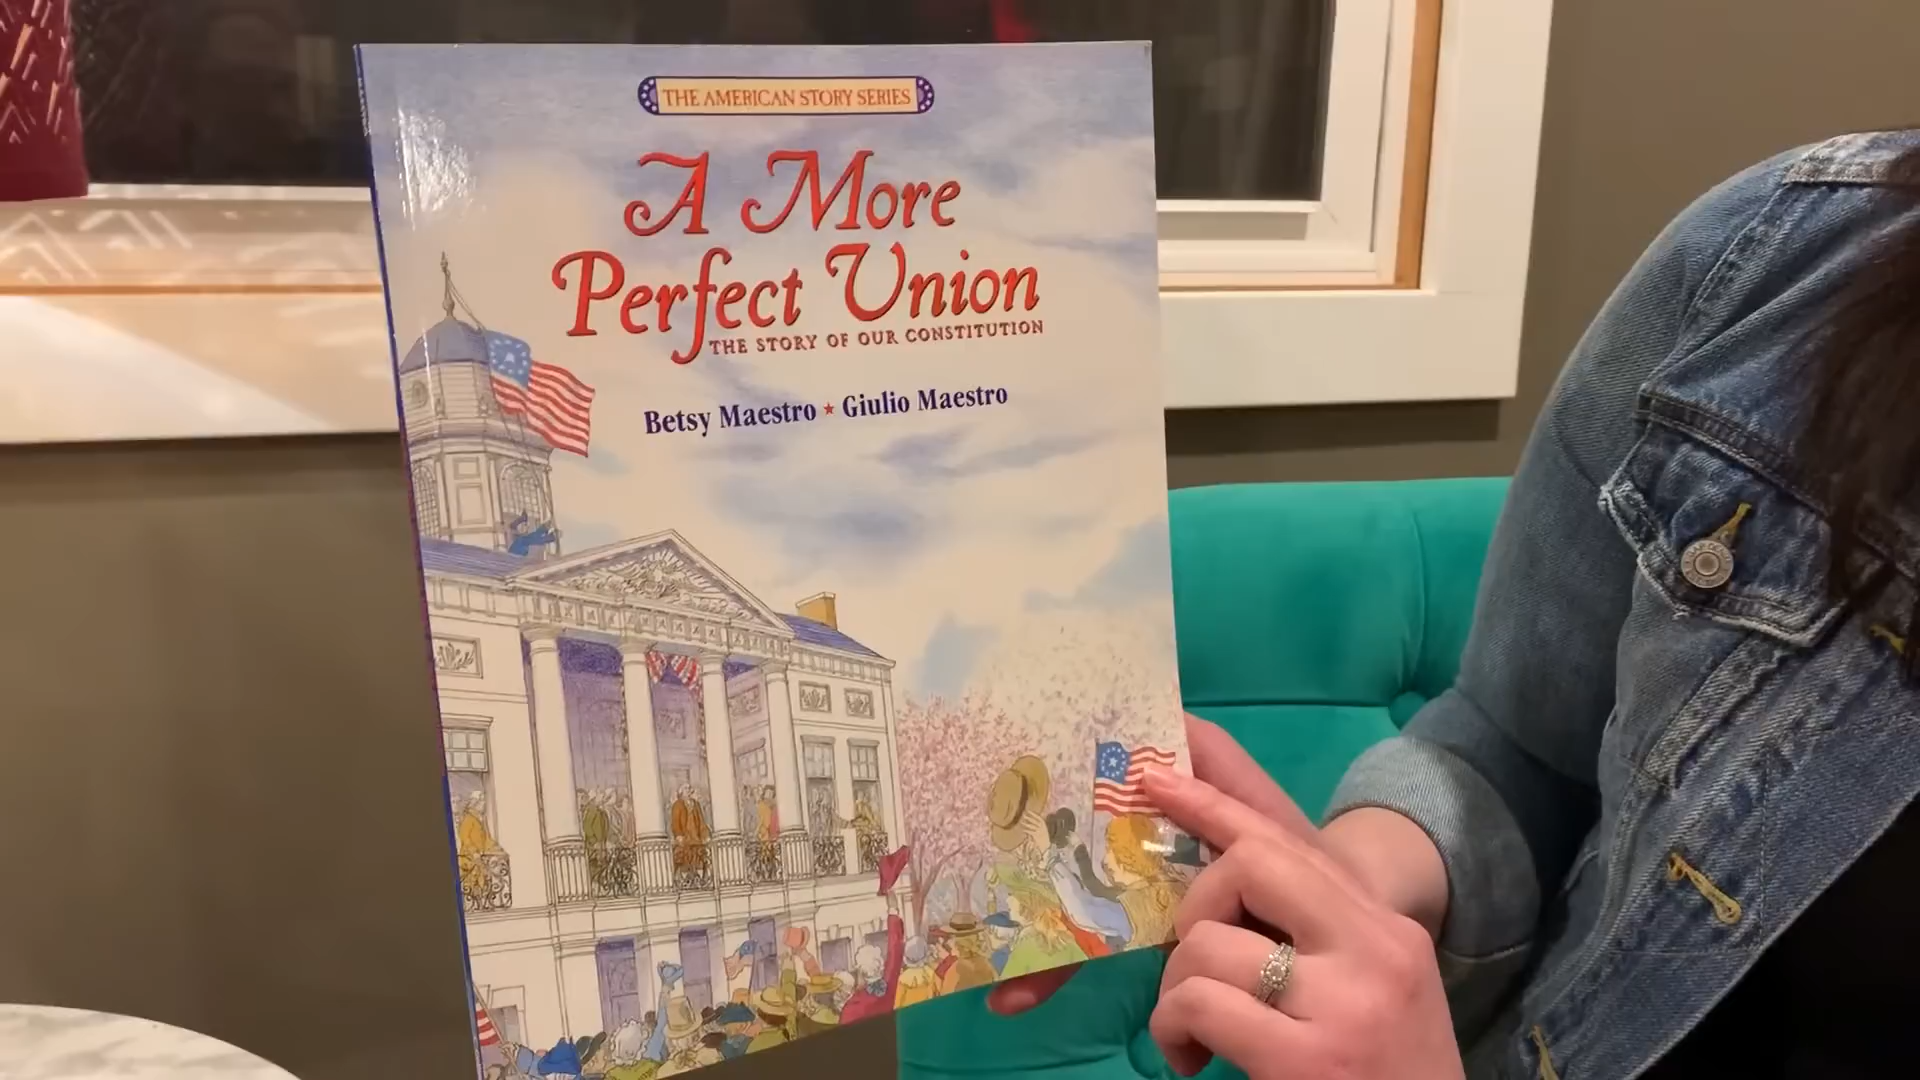 THE AMERICAN STORY SERIES
A More
Perfect Union
THE STORY OF OUR CONSTITUTION
Betsy Maestro ★ Giulio Maestro